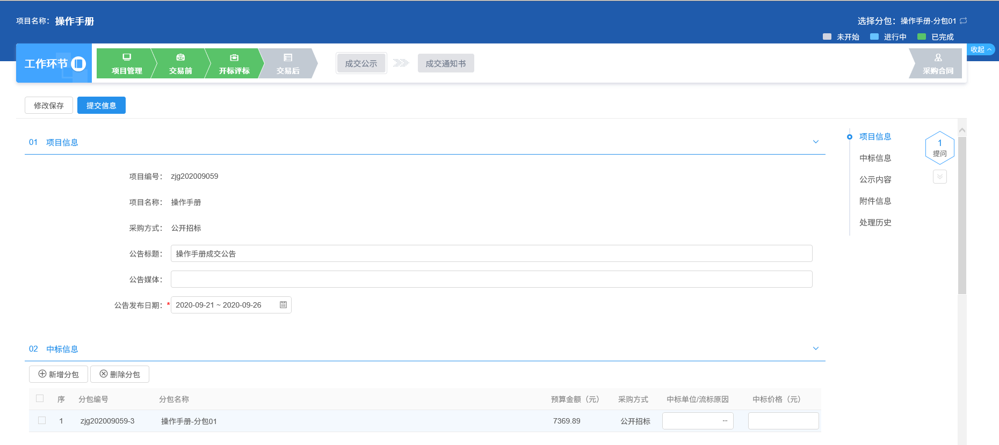 项目名称： 操作手册
选择分包： 操作手册-分包01
未开始 进行中 已完成
工作环节
项目管理 交易前 开标评标 交易后
成交公示 成交通知书
采购合同
收起
修改保存 提交信息
01 项目信息
项目编号： zjg202009059
项目名称： 操作手册
采购方式： 公开招标
公告标题： 操作手册成交公告
公告媒体：
公告发布日期：* 2020-09-21 ~ 2020-09-26
项目信息
中标信息
公示内容
附件信息
处理历史
1
提问
02 中标信息
新增分包 删除分包
序 分包编号 分包名称 预算金额（元） 采购方式 中标单位/流标原因 中标价格（元）
1 zjg202009059-3 操作手册-分包01 7369.89 公开招标 ···